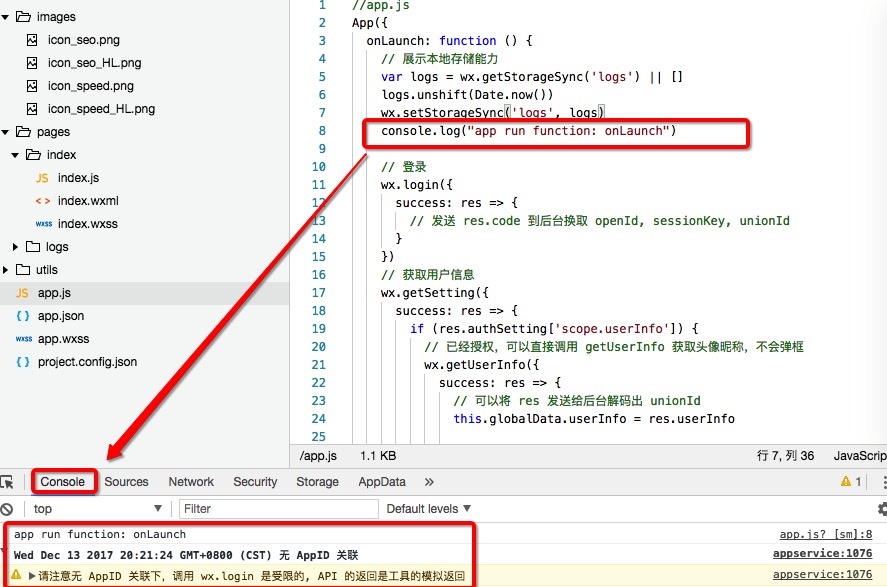 images
icon_seo.png
icon_seo_HL.png
icon_speed.png
icon_speed_HL.png
pages
index
JS index.js
< > index.wxml
wxss index.wxss
logs
utils
JS app.js
{ } app.json
wxss app.wxss
{ } project.config.json
1 //app.js
2 App({
3 onLaunch: function () {
4 // 展示本地存储能力
5 var logs = wx.getStorageSync('logs') || []
6 logs.unshift(Date.now())
7 wx.setStorageSync('logs', logs)
8 console.log("app run function: onLaunch")
9
10 // 登录
11 wx.login({
12 success: res => {
13 // 发送 res.code 到后台换取 openId, sessionKey, unionId
14 }
15 })
16 // 获取用户信息
17 wx.getSetting({
18 success: res => {
19 if (res.authSetting['scope.userInfo']) {
20 // 已经授权，可以直接调用 getUserInfo 获取头像昵称，不会弹框
21 wx.getUserInfo({
22 success: res => {
23 // 可以将 res 发送给后台解码出 unionId
24 this.globalData.userInfo = res.userInfo
25
/app.js 1.1 KB 行 7, 列 36 JavaScrip
Console Sources Network Security Storage AppData » 1
top Filter Default levels
app run function: onLaunch app.js? [sm]:8
Wed Dec 13 2017 20:21:24 GMT+0800 (CST) 无 AppID 关联 appservice:1076
请注意无 AppID 关联下，调用 wx.login 是受限的, API 的返回是工具的模拟返回 appservice:1076